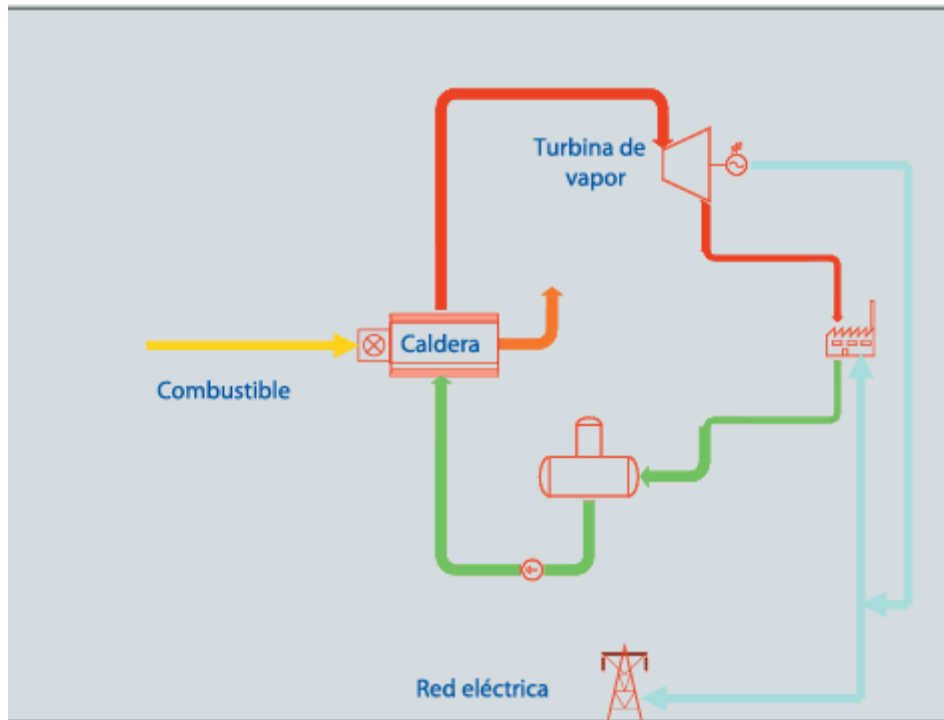 Turbina de
vapor
Caldera
Combustible
Red eléctrica